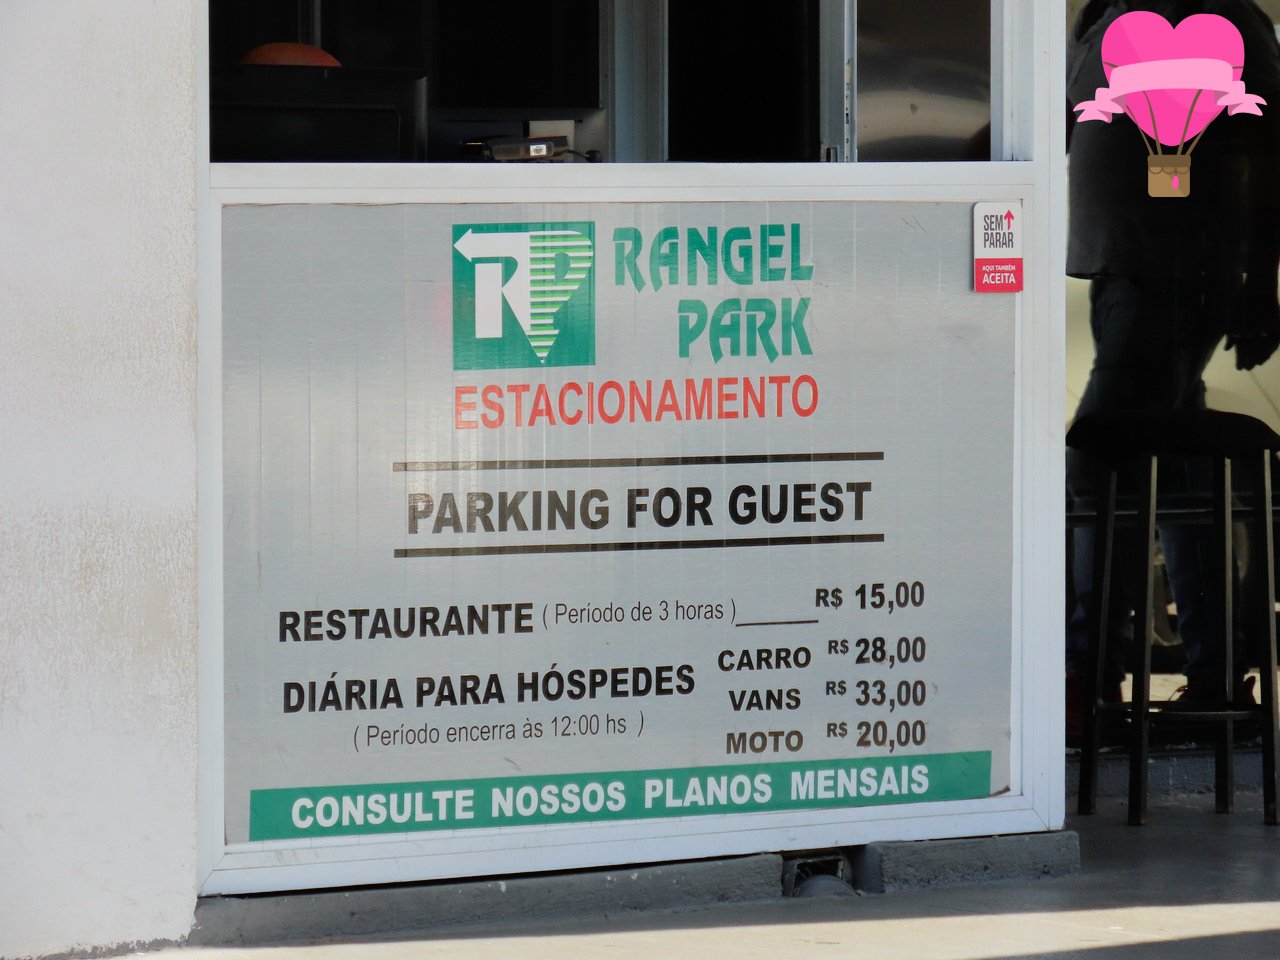 RP
RANGEL
PARK
ESTACIONAMENTO
SEM
PARAR
AQUI TAMBÉM
ACEITA
PARKING FOR GUEST
RESTAURANTE ( Período de 3 horas )______ R$ 15,00
DIÁRIA PARA HÓSPEDES
( Período encerra às 12:00 hs )
CARRO R$ 28,00
VANS R$ 33,00
MOTO R$ 20,00
CONSULTE NOSSOS PLANOS MENSAIS